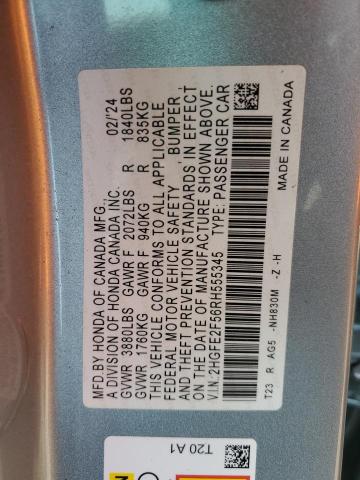 MFD.BY HONDA OF CANADA MFG., 02/'24
A DIVISION OF HONDA CANADA INC.
GVWR 3880LBS GAWR F 2072LBS R 1840LBS
GVWR 1760KG GAWR F 940KG R 835KG
THIS VEHICLE CONFORMS TO ALL APPLICABLE
FEDERAL MOTOR VEHICLE SAFETY, BUMPER,
AND THEFT PREVENTION STANDARDS IN EFFECT
ON THE DATE OF MANUFACTURE SHOWN ABOVE.
V.I.N: 2HGFE2F56RH555345 TYPE: PASSENGER CAR
T23 R AG5 -NH830M -Z -H MADE IN CANADA
T20 A1